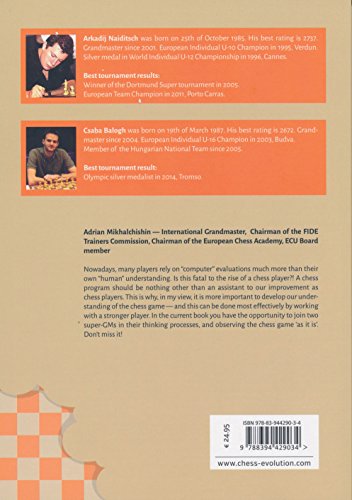 Arkadij Naiditsch was born on 25th of October 1985. His best rating is 2737.
Grandmaster since 2001. European Individual U-10 Champion in 1995, Verdun.
Silver medal in World Individual U-12 Championship in 1996, Cannes.
Best tournament results:
Winner of the Dortmund Super tournament in 2005.
European Team Champion in 2011, Porto Carras.
Csaba Balogh was born on 19th of March 1987. His best rating is 2672. Grand-
master since 2004. European Individual U-16 Champion in 2003, Budva.
Member of the Hungarian National Team since 2005.
Best tournament result:
Olympic silver medalist in 2014, Tromso.
Adrian Mikhalchishin — International Grandmaster, Chairman of the FIDE
Trainers Commission, Chairman of the European Chess Academy, ECU Board
member
Nowadays, many players rely on "computer" evaluations much more than their
own "human" understanding. Is this fatal to the rise of a chess player?! A chess
program should be nothing other than an assistant to our improvement as
chess players. This is why, in my view, it is more important to develop our under-
standing of the chess game — and this can be done most effectively by working
with a stronger player. In the current book you have the opportunity to join two
super-GMs in their thinking processes, and observing the chess game 'as it is'.
Don't miss it!
€ 24.95
ISBN 978-83-944290-3-4
9 788394 429034 >
www.chess-evolution.com